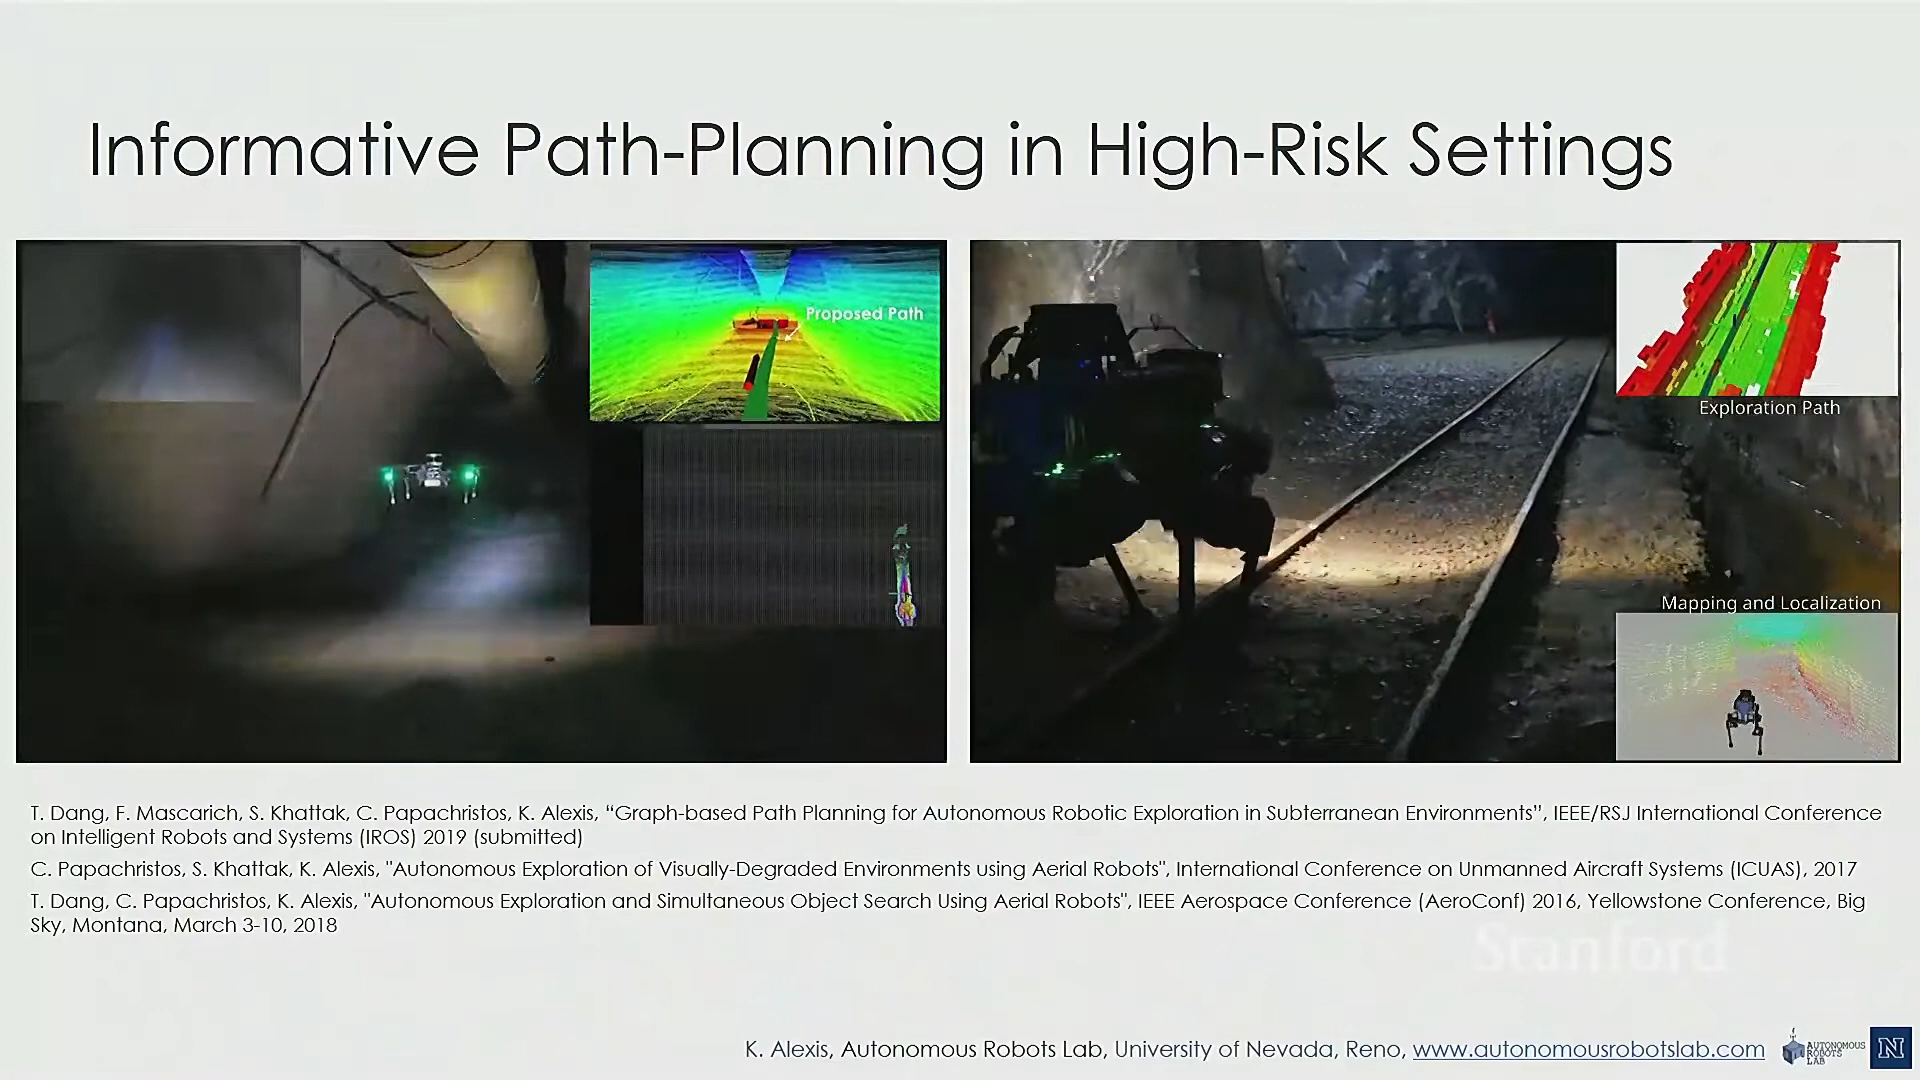 Informative Path-Planning in High-Risk Settings
Proposed Path
Exploration Path
Mapping and Localization
T. Dang, F. Mascarich, S. Khattak, C. Papachristos, K. Alexis, “Graph-based Path Planning for Autonomous Robotic Exploration in Subterranean Environments”, IEEE/RSJ International Conference
on Intelligent Robots and Systems (IROS) 2019 (submitted)
C. Papachristos, S. Khattak, K. Alexis, "Autonomous Exploration of Visually-Degraded Environments using Aerial Robots", International Conference on Unmanned Aircraft Systems (ICUAS), 2017
T. Dang, C. Papachristos, K. Alexis, "Autonomous Exploration and Simultaneous Object Search Using Aerial Robots", IEEE Aerospace Conference (AeroConf) 2016, Yellowstone Conference, Big
Sky, Montana, March 3-10, 2018
Stanford
K. Alexis, Autonomous Robots Lab, University of Nevada, Reno, www.autonomousrobotslab.com
AUTONOMOUS
ROBOTS
LAB
N